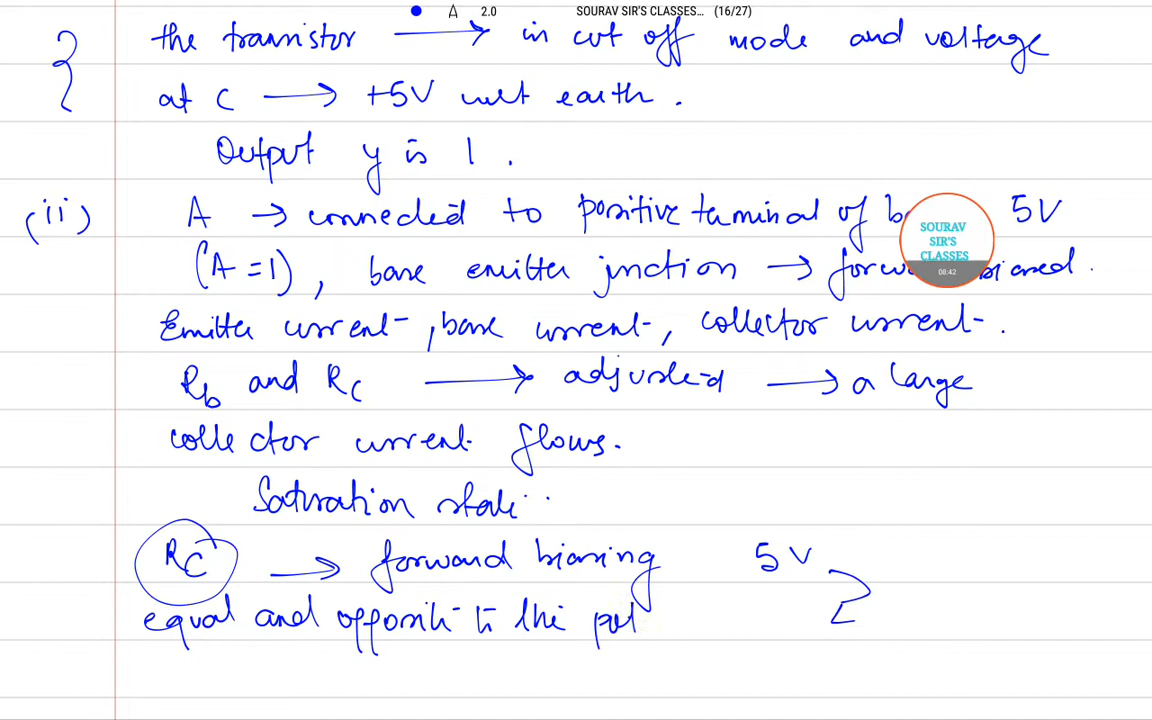 A 2.0 SOURAV SIR'S CLASSES... (16/27)
the transistor → in cut off mode and voltage
at C → +5V wrt earth.
Output y is 1.
(ii) A → connected to positive terminal of 5V
(A = 1), base emitter junction → biased.
SOURAV
SIR'S
CLASSES
08:42
Emitter current, base current, collector current.
Rb and RC → adjusted → a large
collector current flows.
Saturation state
RC → forward biasing 5V
equal and opposite to the pot